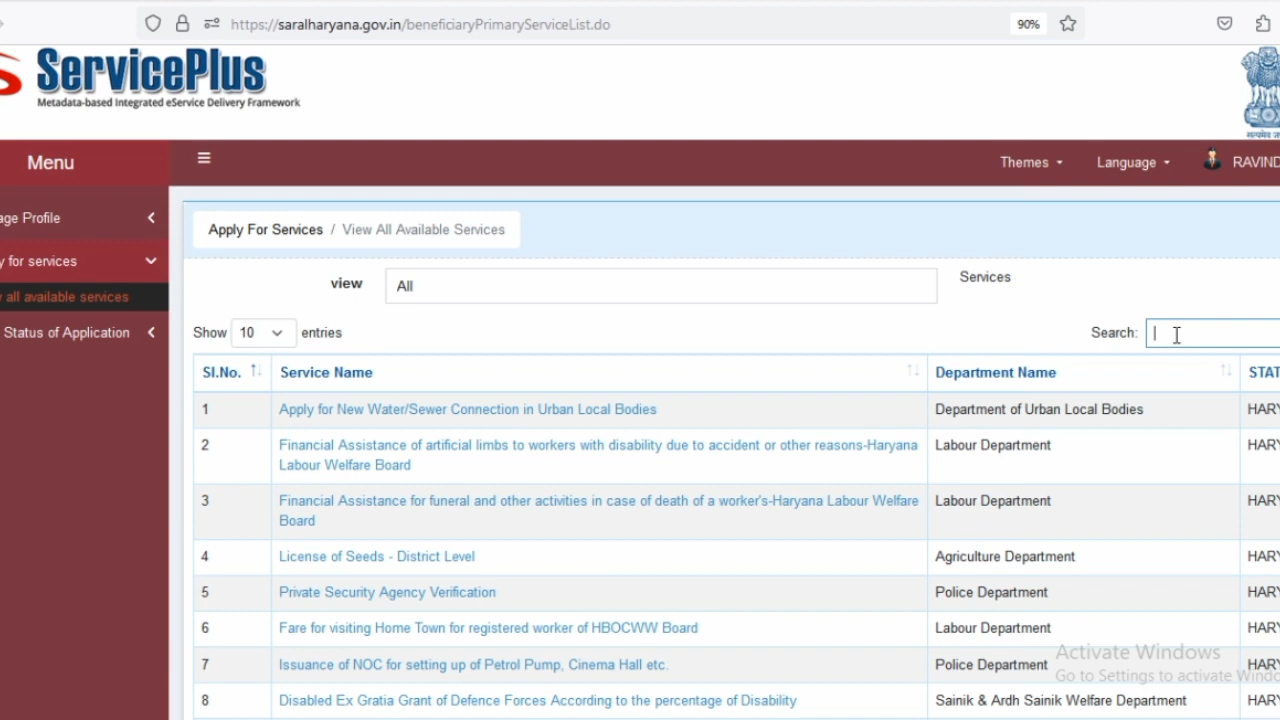 https://saralharyana.gov.in/beneficiaryPrimaryServiceList.do 90%
ServicePlus
Metadata-based Integrated eService Delivery Framework
Menu Themes Language RAVIND
age Profile
y for services
all available services
Status of Application
Apply For Services / View All Available Services
view All Services
Show 10 entries Search:
Sl.No. Service Name Department Name STAT
1 Apply for New Water/Sewer Connection in Urban Local Bodies Department of Urban Local Bodies HARY
2 Financial Assistance of artificial limbs to workers with disability due to accident or other reasons-Haryana Labour Department HARY
Labour Welfare Board
3 Financial Assistance for funeral and other activities in case of death of a worker's-Haryana Labour Welfare Labour Department HARY
Board
4 License of Seeds - District Level Agriculture Department HARY
5 Private Security Agency Verification Police Department HARY
6 Fare for visiting Home Town for registered worker of HBOCWW Board Labour Department HARY
7 Issuance of NOC for setting up of Petrol Pump, Cinema Hall etc. Police Department HARY
8 Disabled Ex Gratia Grant of Defence Forces According to the percentage of Disability Sainik & Ardh Sainik Welfare Department HARY
Activate Windows
Go to Settings to activate Windo